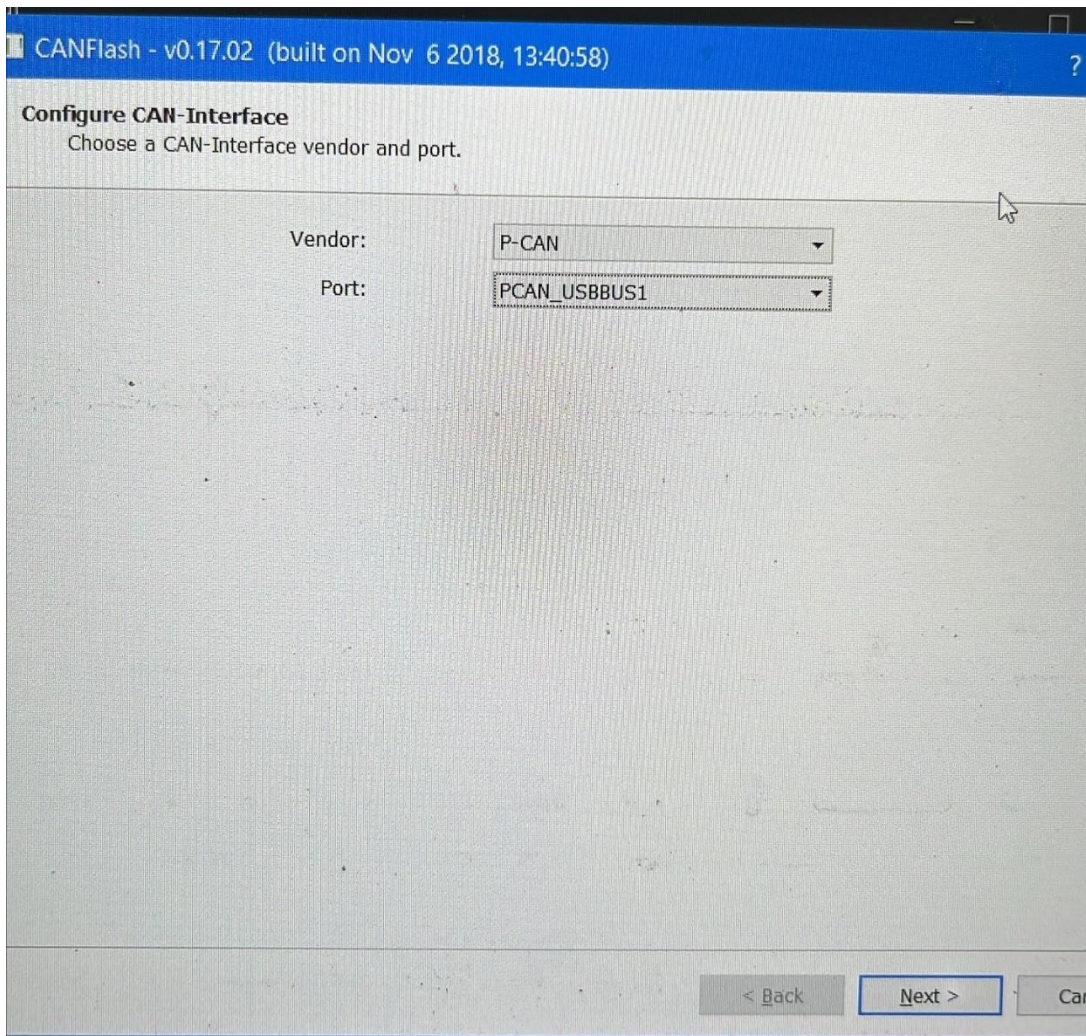 CANFlash - v0.17.02 (built on Nov 6 2018, 13:40:58)
?
Configure CAN-Interface
Choose a CAN-Interface vendor and port.
Vendor:
P-CAN
Port:
PCAN_USBBUS1
< Back
Next >
Can